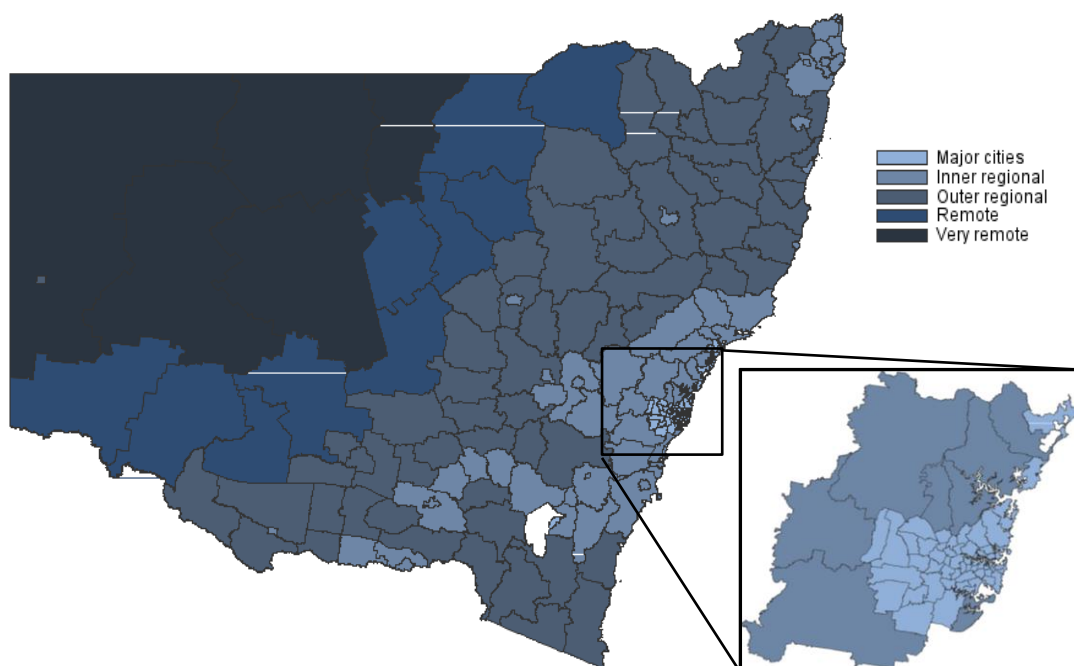 Major cities
Inner regional
Outer regional
Remote
Very remote